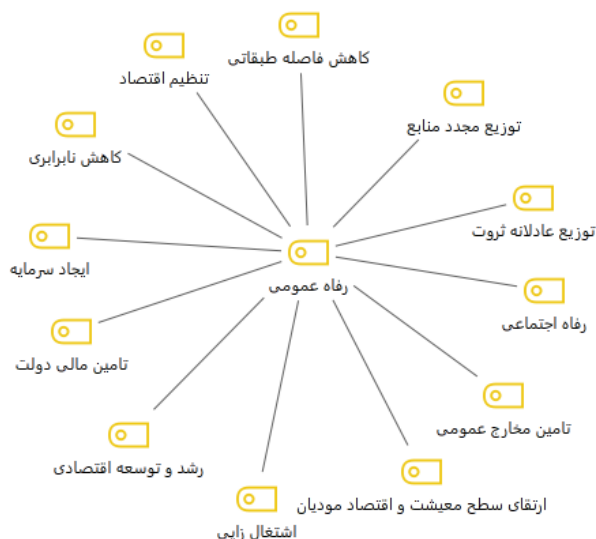 کاهش فاصله طبقاتی
تنظیم اقتصاد
توزیع مجدد منابع
کاهش نابرابری
توزیع عادلانه ثروت
ایجاد سرمایه
رفاه عمومی
رفاه اجتماعی
تامین مالی دولت
تامین مخارج عمومی
رشد و توسعه اقتصادی
ارتقای سطح معیشت و اقتصاد مودیان
اشتغال زایی